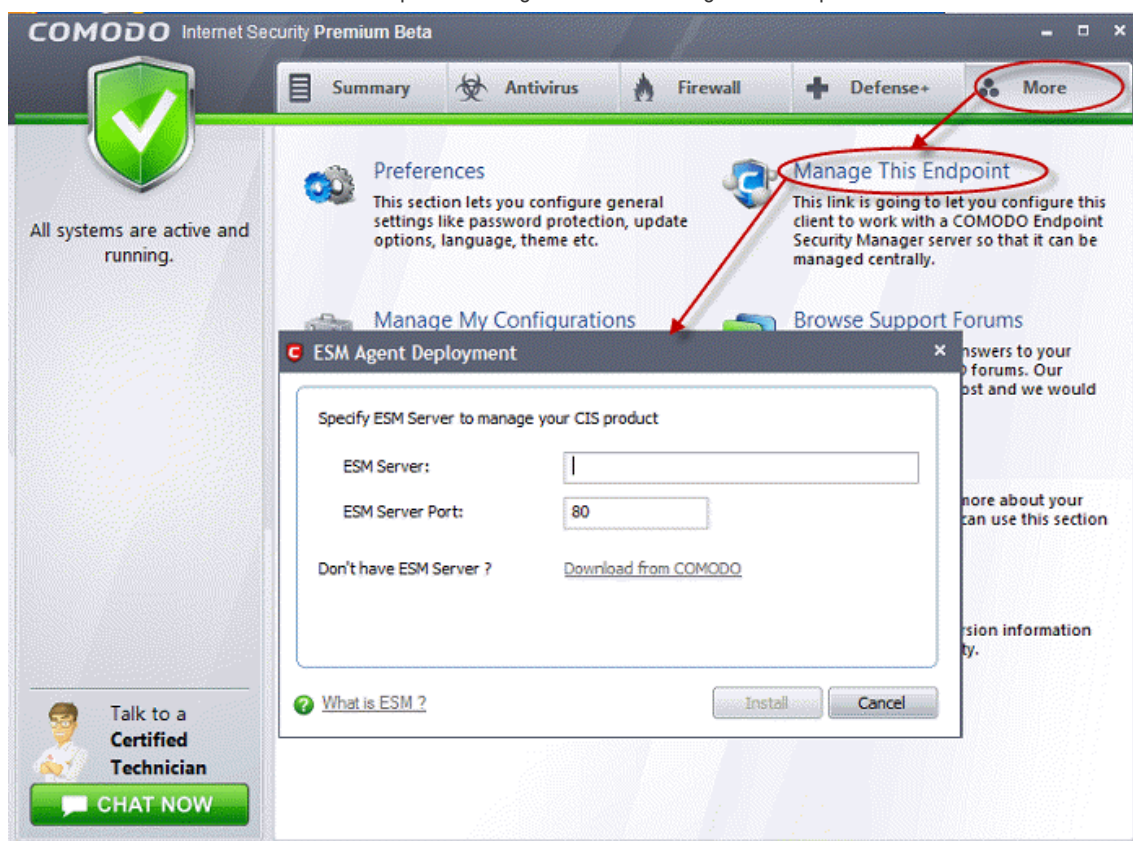 COMODO Internet Security Premium Beta
Summary
Antivirus
Firewall
Defense+
More
All systems are active and
running.
Preferences
This section lets you configure general
settings like password protection, update
options, language, theme etc.
Manage This Endpoint
This link is going to let you configure this
client to work with a COMODO Endpoint
Security Manager server so that it can be
managed centrally.
Manage My Configurations
Browse Support Forums
nswers to your
forums. Our
ost and we would
more about your
can use this section
rsion information
ty.
ESM Agent Deployment
Specify ESM Server to manage your CIS product
ESM Server:
ESM Server Port: 80
Don't have ESM Server ? Download from COMODO
What is ESM ?
Install
Cancel
Talk to a
Certified
Technician
CHAT NOW